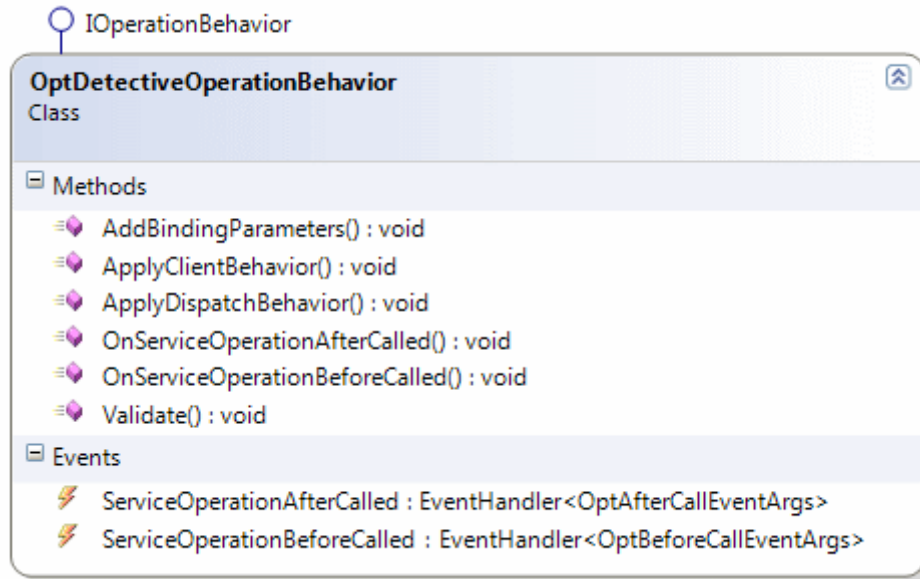 IOperationBehavior
OptDetectiveOperationBehavior
Class
Methods
AddBindingParameters() : void
ApplyClientBehavior() : void
ApplyDispatchBehavior() : void
OnServiceOperationAfterCalled() : void
OnServiceOperationBeforeCalled() : void
Validate() : void
Events
ServiceOperationAfterCalled : EventHandler<OptAfterCallEventArgs>
ServiceOperationBeforeCalled : EventHandler<OptBeforeCallEventArgs>